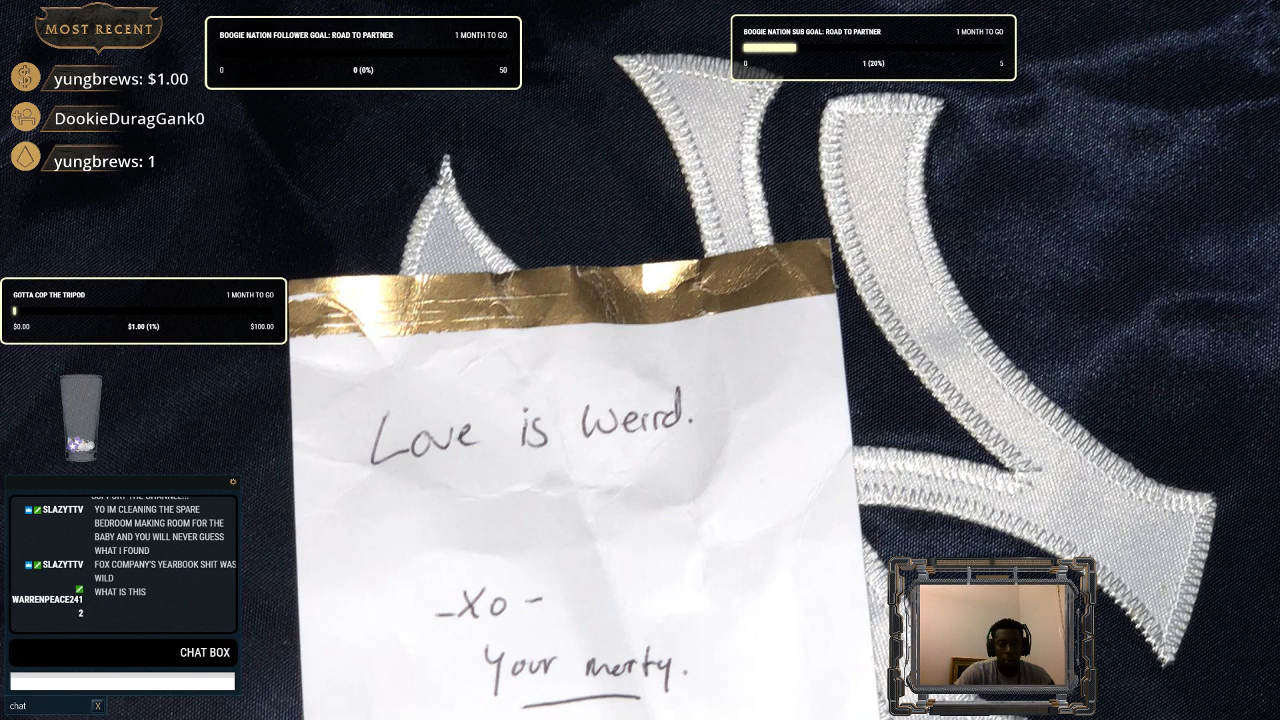 MOST RECENT
yungbrews: $1.00
DookieDuragGank0
yungbrews: 1
BOOGIE NATION FOLLOWER GOAL: ROAD TO PARTNER 1 MONTH TO GO
0 0 (0%) 50
BOOGIE NATION SUB GOAL: ROAD TO PARTNER 1 MONTH TO GO
0 1 (20%) 5
GOTTA COP THE TRIPOD 1 MONTH TO GO
$0.00 $1.00 (1%) $100.00
Love is Weird.
-Xo-
Your morty.
SUPPORT THE CHANNEL!!!
SLAZYTTV YO IM CLEANING THE SPARE
BEDROOM MAKING ROOM FOR THE
BABY AND YOU WILL NEVER GUESS
WHAT I FOUND
SLAZYTTV FOX COMPANY'S YEARBOOK SHIT WAS
WILD
WARRENPEACE241
2
WHAT IS THIS
CHAT BOX
chat X